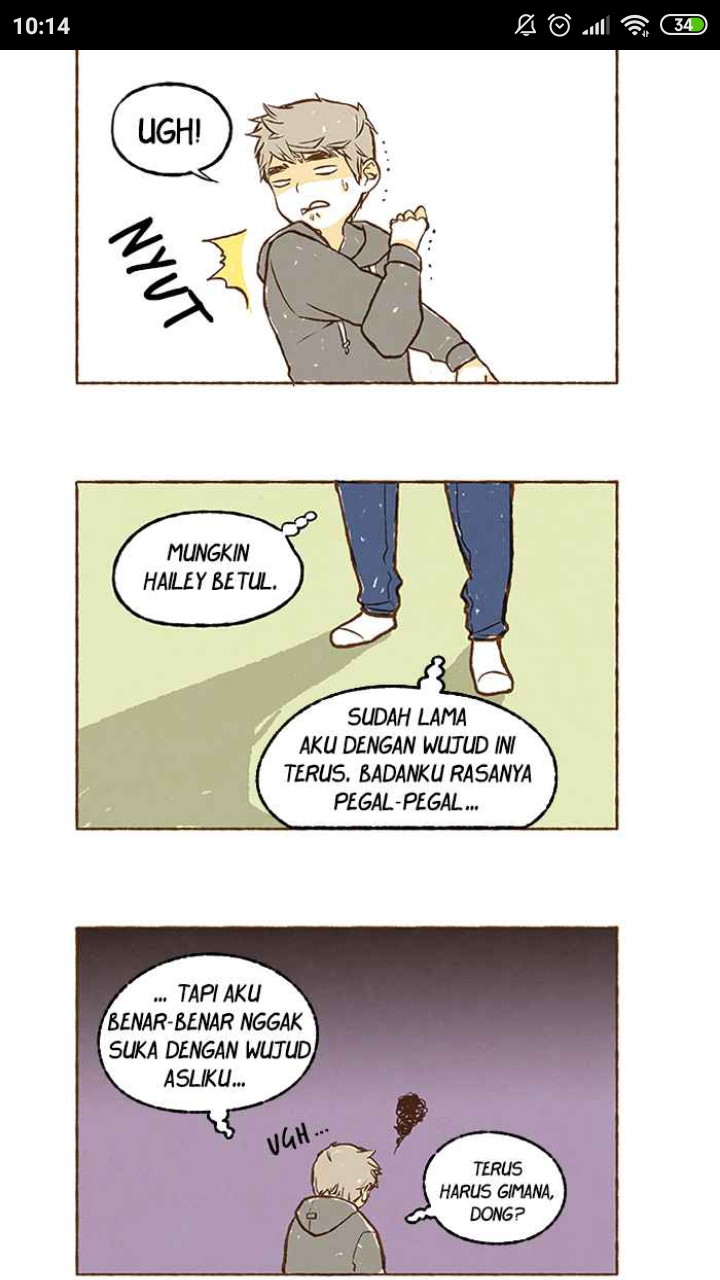 10:14
34
UGH!
NYUT
MUNGKIN
HAILEY BETUL.
SUDAH LAMA
AKU DENGAN WUJUD INI
TERUS. BADANKU RASANYA
PEGAL-PEGAL...
... TAPI AKU
BENAR-BENAR NGGAK
SUKA DENGAN WUJUD
ASLIKU...
UGH...
TERUS
HARUS GIMANA,
DONG?